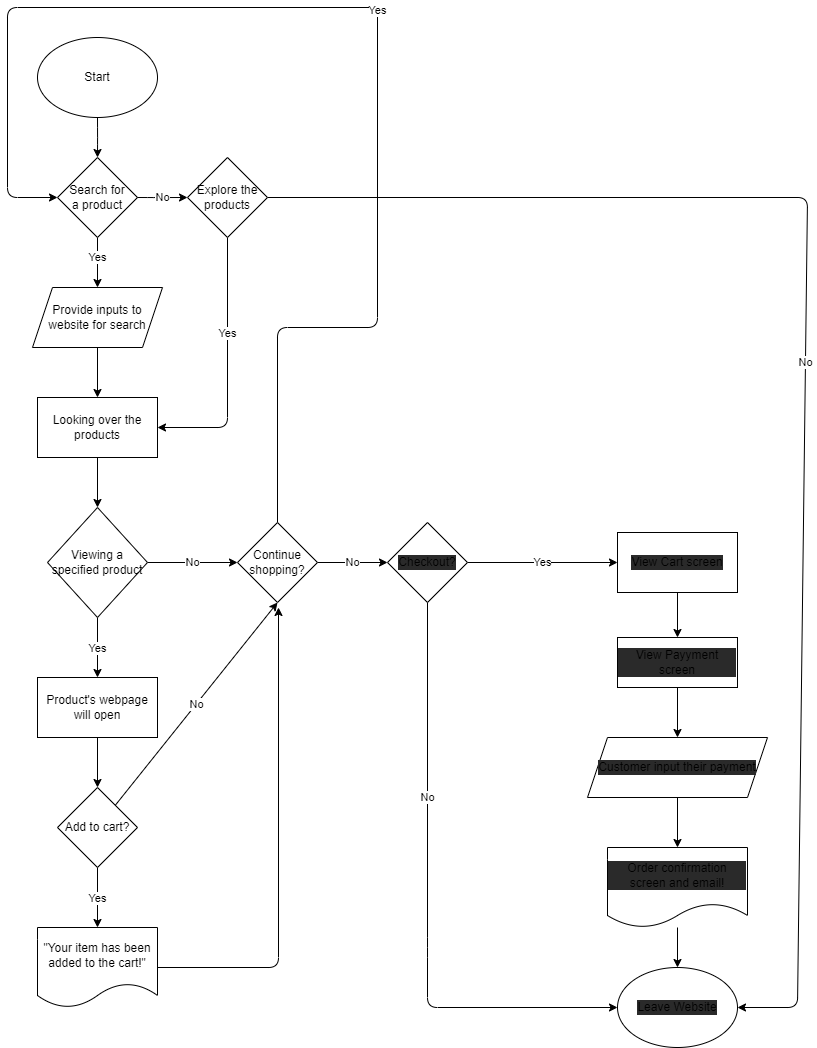 Yes
Start
Search for
a product
No
Explore the
products
Yes
Provide inputs to
website for search
Yes
No
Looking over the
products
Viewing a
specified product
No
Continue
shopping?
No
Checkout?
Yes
View Cart screen
Yes
View Payyment
screen
Product's webpage
will open
No
Customer input their payment
No
Add to cart?
Order confirmation
screen and email!
Yes
"Your item has been
added to the cart!"
Leave Website